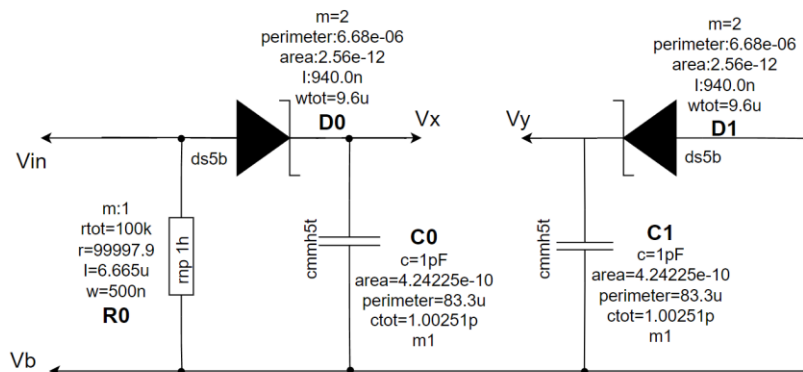 m=2
perimeter:6.68e-06
area:2.56e-12
l:940.0n
wtot=9.6u
D0
Vx
Vin
ds5b
m:1
rtot=100k
r=99997.9
l=6.665u
w=500n
R0
rnp 1h
cmmh5t
C0
c=1pF
area=4.24225e-10
perimeter=83.3u
ctot=1.00251p
m1
m=2
perimeter:6.68e-06
area:2.56e-12
l:940.0n
wtot=9.6u
D1
Vy
ds5b
cmmh5t
C1
c=1pF
area=4.24225e-10
perimeter=83.3u
ctot=1.00251p
m1
Vb